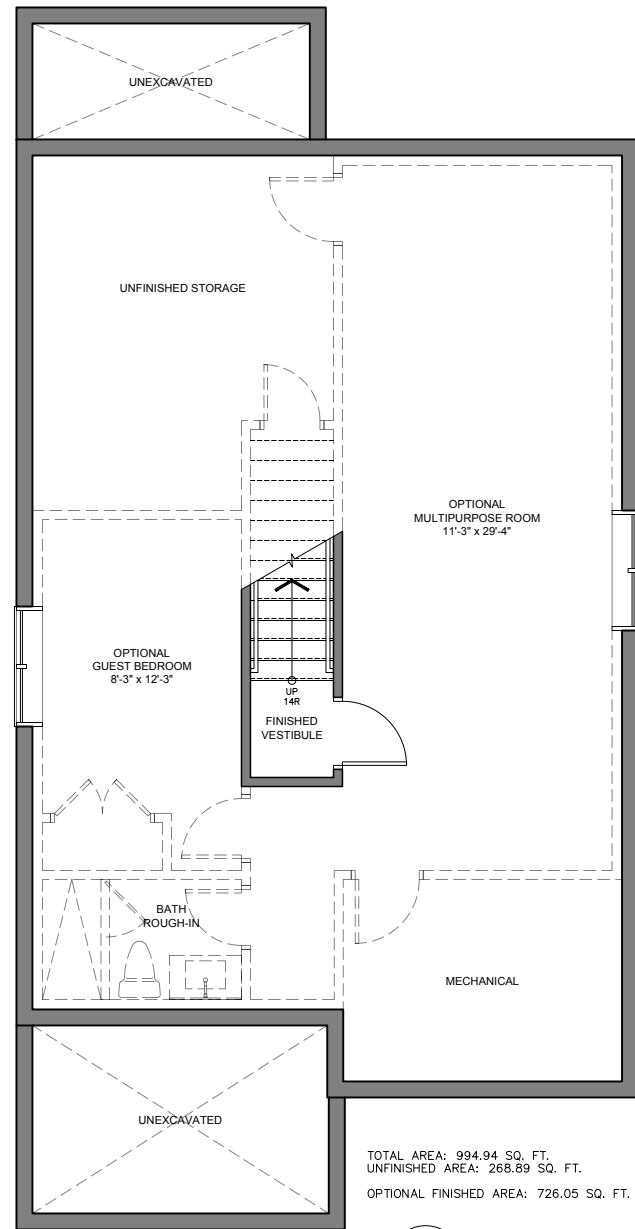 UNEXCAVATED
UNFINISHED STORAGE
OPTIONAL
MULTIPURPOSE ROOM
11'-3" x 29'-4"
OPTIONAL
GUEST BEDROOM
8'-3" x 12'-3"
UP
14R
FINISHED
VESTIBULE
BATH
ROUGH-IN
MECHANICAL
UNEXCAVATED
TOTAL AREA: 994.94 SQ. FT.
UNFINISHED AREA: 268.89 SQ. FT.
OPTIONAL FINISHED AREA: 726.05 SQ. FT.